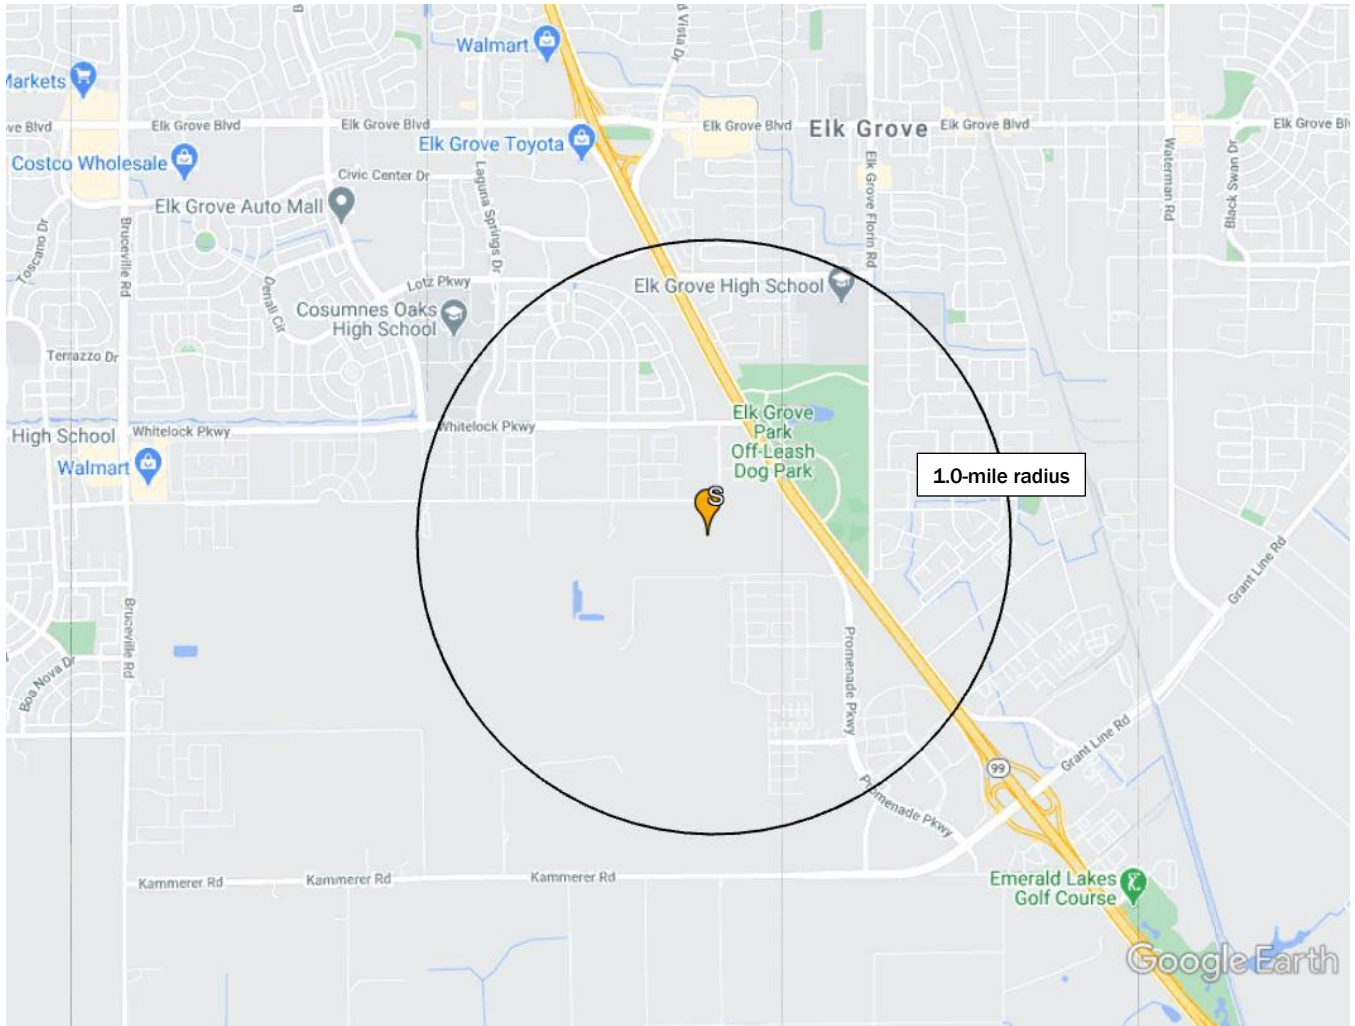 Walmart
d Vista Dr
B
Markets
ve Blvd
Elk Grove Blvd
Elk Grove Blvd
Elk Grove Blvd
Elk Grove
Elk Grove Blvd
Elk Grove Bl
Elk Grove Toyota
Costco Wholesale
Civic Center Dr
Laguna Springs Dr
Elk Grove Florin Rd
Waterman Rd
Black Swan Dr
Elk Grove Auto Mall
Toscano Dr
Bruceville Rd
Denali Cir
Lotz Pkwy
Elk Grove High School
Cosumnes Oaks
High School
Terrazzo Dr
Elk Grove
Park
Off-Leash
Dog Park
High School
Whitelock Pkwy
Whitelock Pkwy
Walmart
1.0-mile radius
S
Grant Line Rd
Bruceville Rd
Boa Nova Dr
Promenade Pkwy
Grant Line Rd
99
Promenade Pkwy
Kammerer Rd
Kammerer Rd
Kammerer Rd
Emerald Lakes
Golf Course
Google Earth